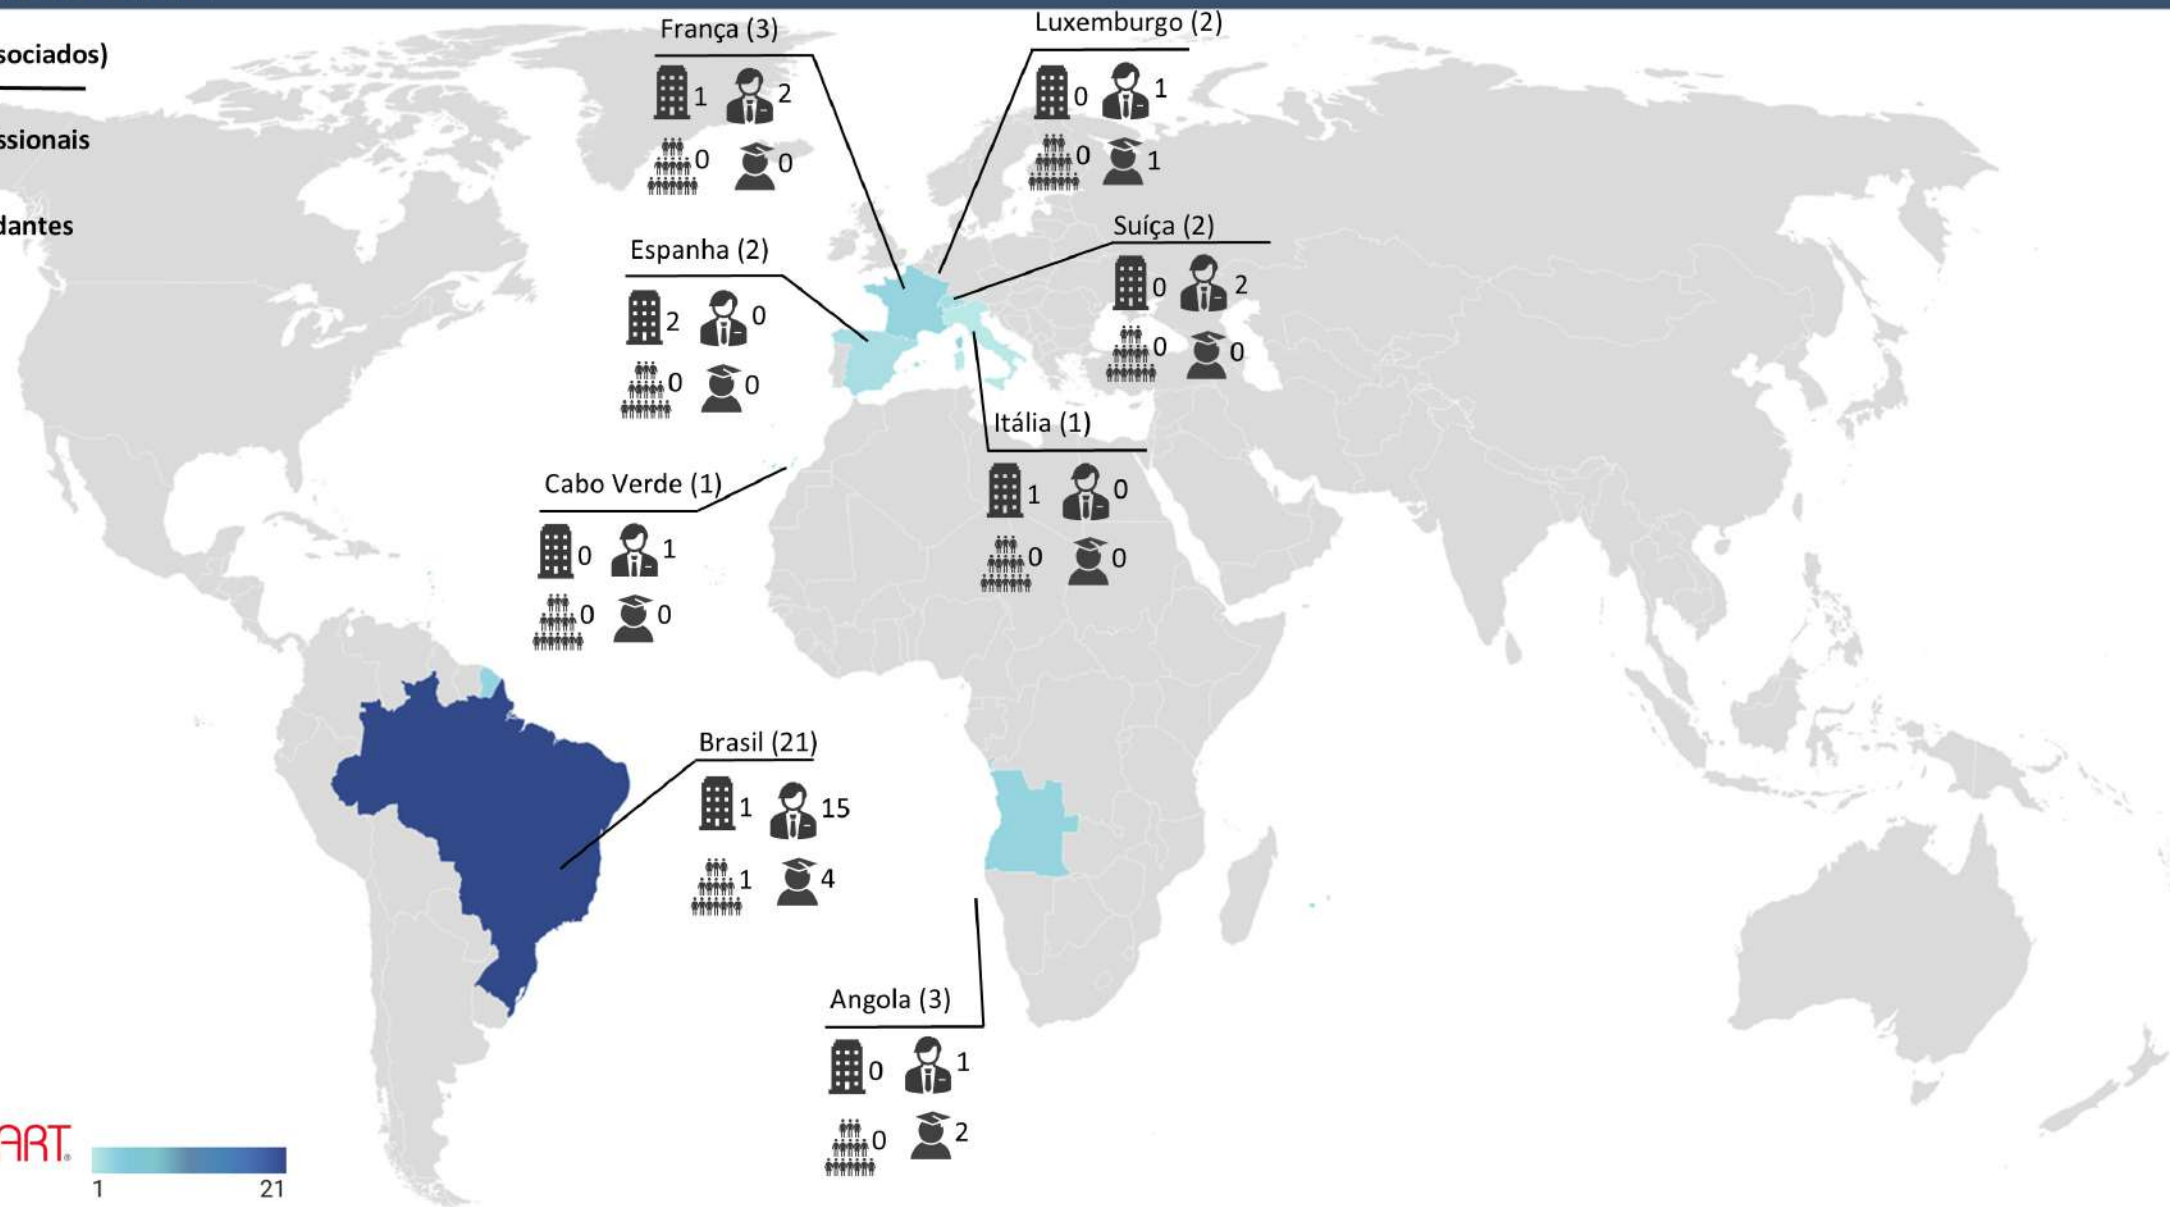 sociados)
ssionais
dantes
França (3)
1 2
0 0
Luxemburgo (2)
0 1
0 1
Espanha (2)
2 0
0 0
Suíça (2)
0 2
0 0
Itália (1)
1 0
0 0
Cabo Verde (1)
0 1
0 0
Brasil (21)
1 15
1 4
Angola (3)
0 1
0 2
ART®
1 21